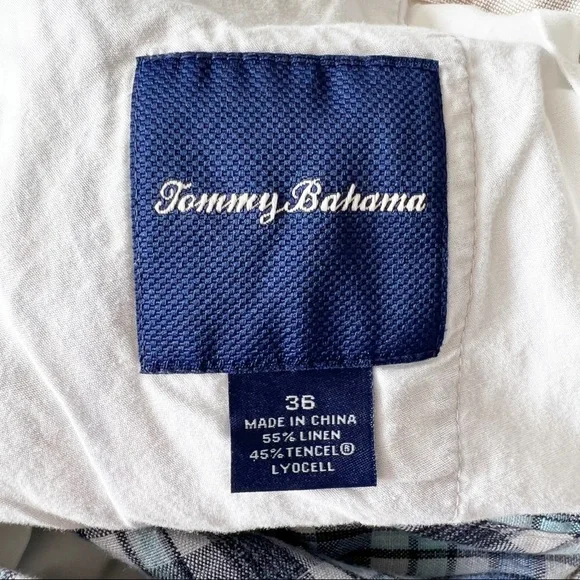 Tommy Bahama
36
MADE IN CHINA
55% LINEN
45% TENCEL®
LYOCELL